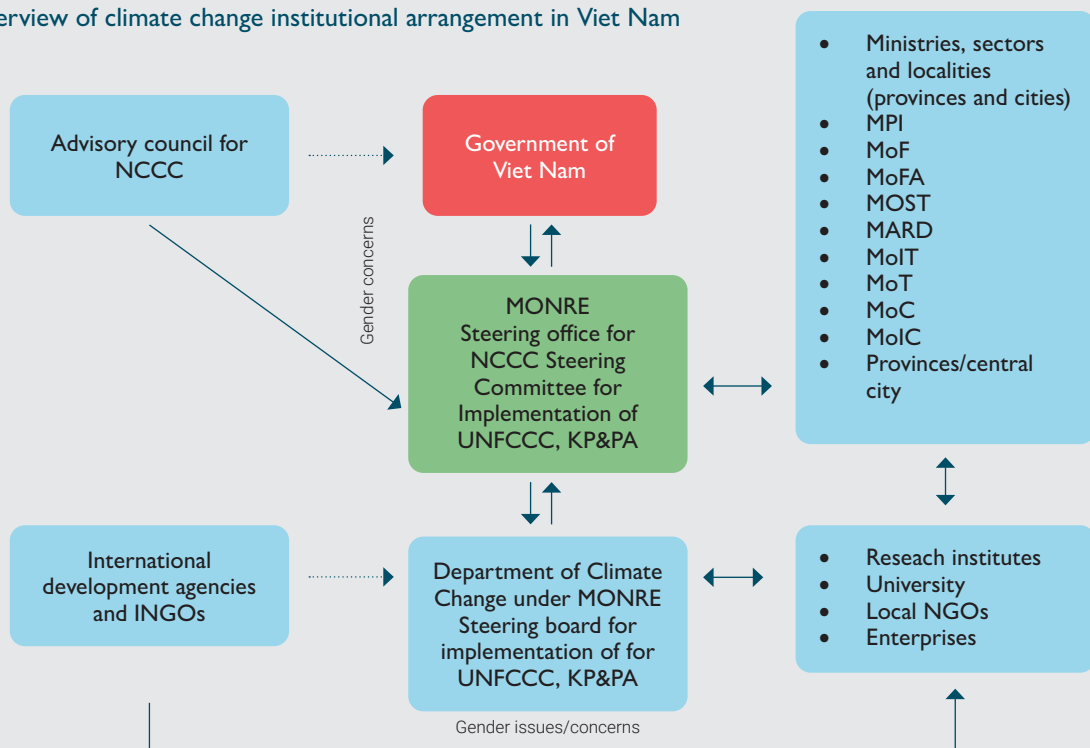 erview of climate change institutional arrangement in Viet Nam
Advisory council for
NCCC
Government of
Viet Nam
Gender concerns
MONRE
Steering office for
NCCC Steering
Committee for
Implementation of
UNFCCC, KP&PA
• Ministries, sectors
and localities
(provinces and cities)
• MPI
• MoF
• MoFA
• MOST
• MARD
• MoIT
• MoT
• MoC
• MoIC
• Provinces/central
city
International
development agencies
and INGOs
Department of Climate
Change under MONRE
Steering board for
implementation of for
UNFCCC, KP&PA
• Reseach institutes
• University
• Local NGOs
• Enterprises
Gender issues/concerns